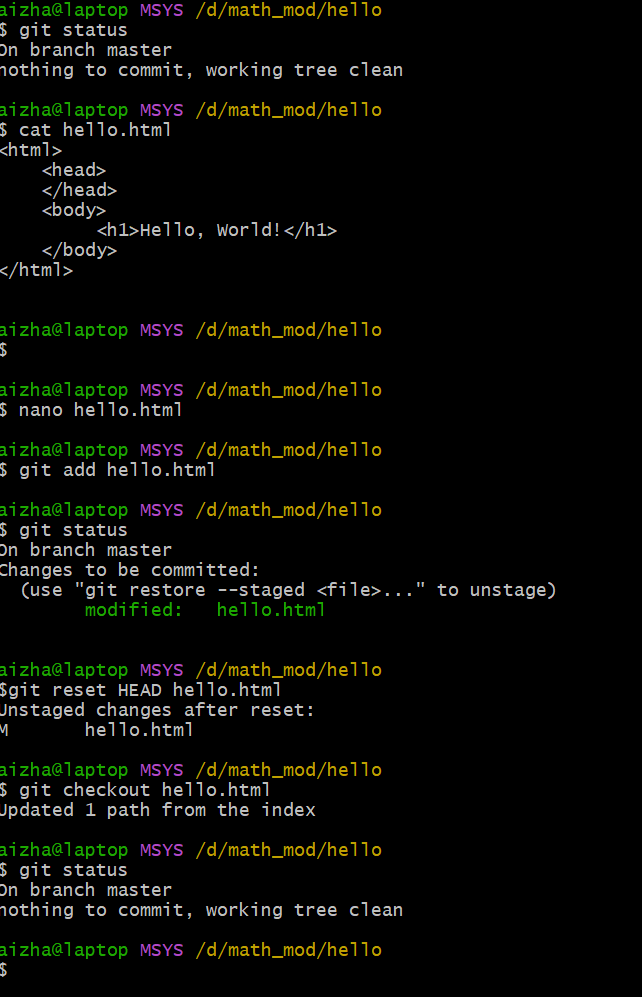 aizha@laptop MSYS /d/math_mod/hello
$ git status
On branch master
nothing to commit, working tree clean
aizha@laptop MSYS /d/math_mod/hello
$ cat hello.html
<html>
    <head>
    </head>
    <body>
         <h1>Hello, World!</h1>
    </body>
</html>
aizha@laptop MSYS /d/math_mod/hello
$
aizha@laptop MSYS /d/math_mod/hello
$ nano hello.html
aizha@laptop MSYS /d/math_mod/hello
$ git add hello.html
aizha@laptop MSYS /d/math_mod/hello
$ git status
On branch master
Changes to be committed:
  (use "git restore --staged <file>..." to unstage)
        modified:   hello.html
aizha@laptop MSYS /d/math_mod/hello
$git reset HEAD hello.html
Unstaged changes after reset:
M       hello.html
aizha@laptop MSYS /d/math_mod/hello
$ git checkout hello.html
Updated 1 path from the index
aizha@laptop MSYS /d/math_mod/hello
$ git status
On branch master
nothing to commit, working tree clean
aizha@laptop MSYS /d/math_mod/hello
$